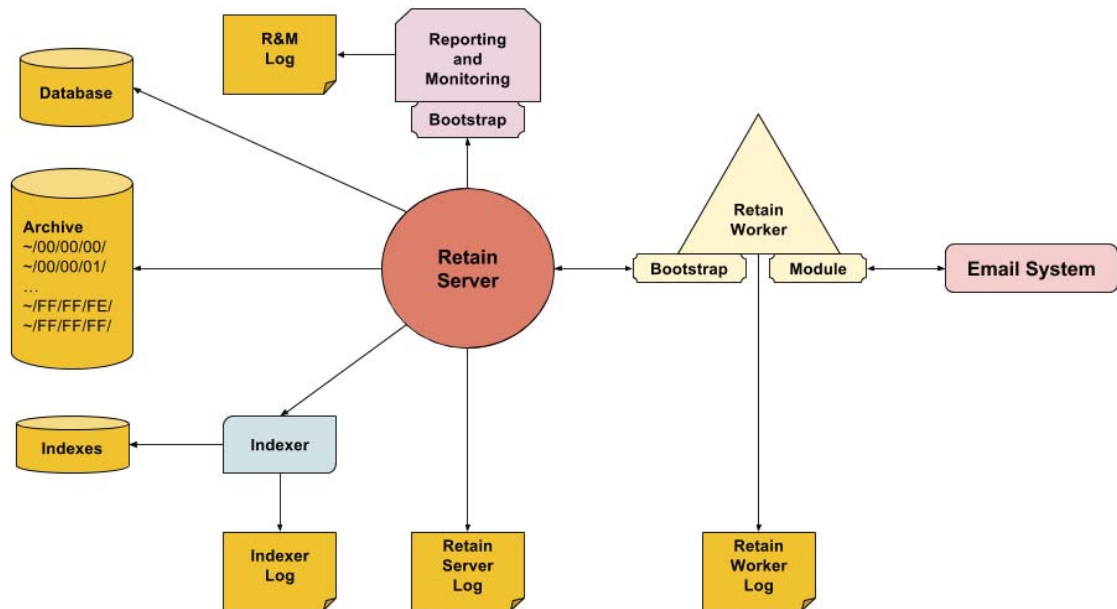 R&M
Log
Reporting
and
Monitoring
Bootstrap
Database
Archive
~/00/00/00/
~/00/00/01/
...
~/FF/FF/FE/
~/FF/FF/FF/
Retain
Server
Retain
Worker
Bootstrap
Module
Email System
Indexes
Indexer
Indexer
Log
Retain
Server
Log
Retain
Worker
Log